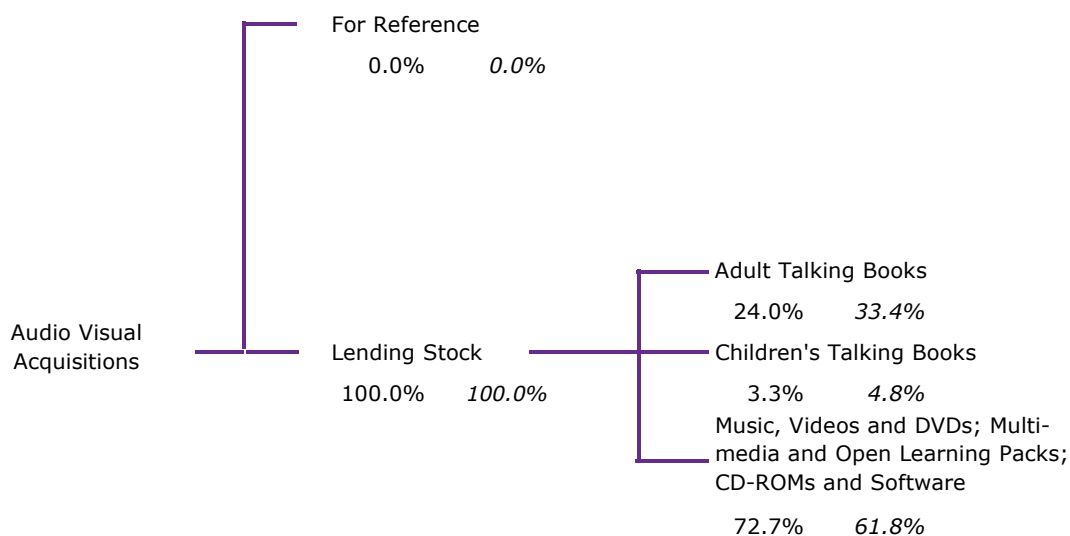 For Reference
0.0% 0.0%
Audio Visual
Acquisitions
Lending Stock
100.0% 100.0%
Adult Talking Books
24.0% 33.4%
Children's Talking Books
3.3% 4.8%
Music, Videos and DVDs; Multi-
media and Open Learning Packs;
CD-ROMs and Software
72.7% 61.8%